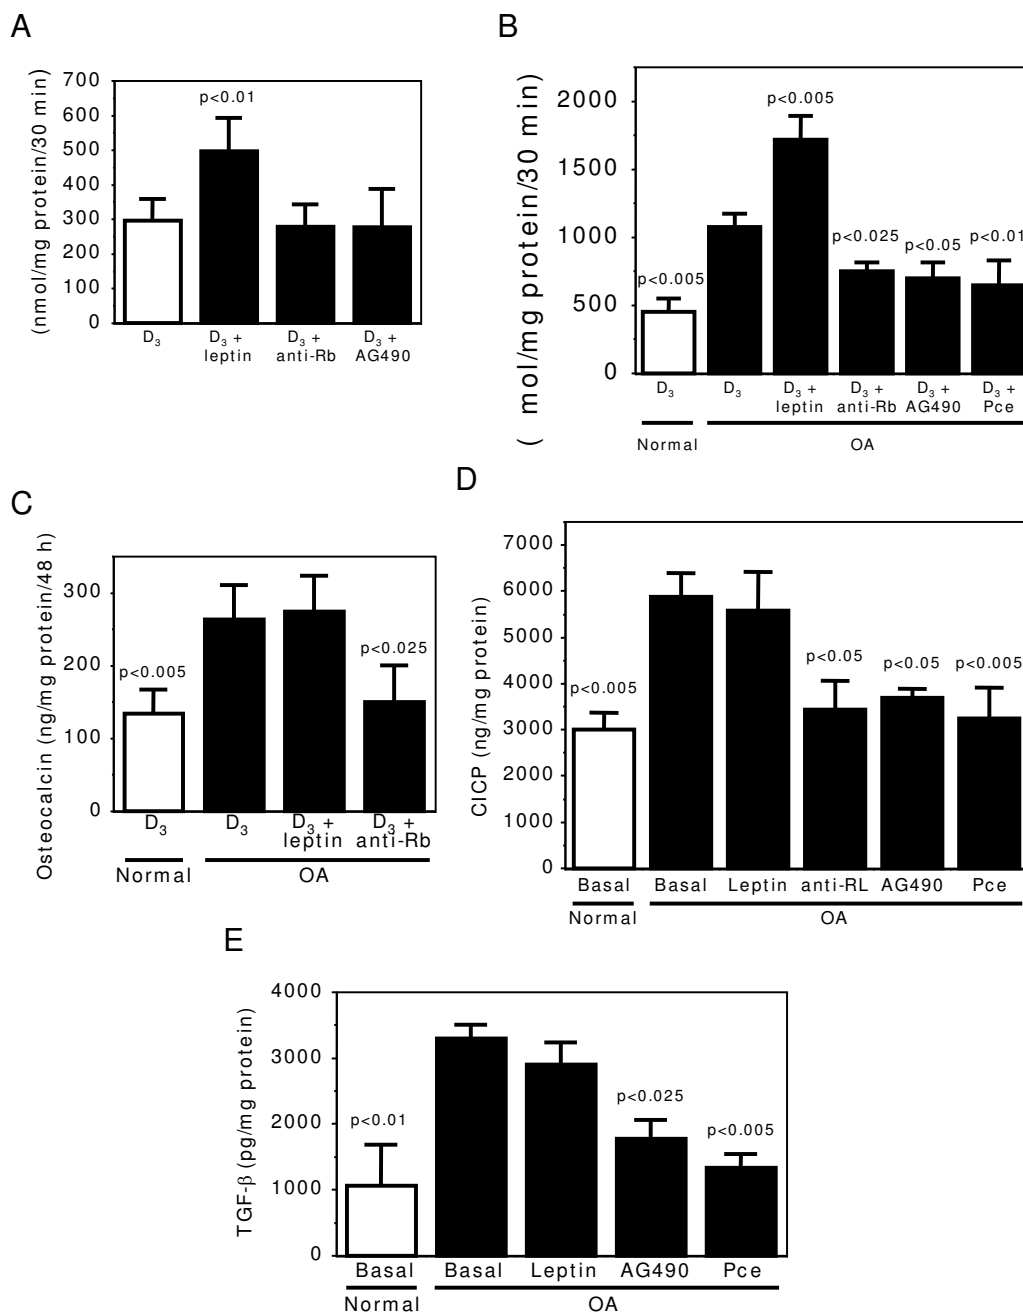 A
(nmol/mg protein/30 min)
700
600
500
400
300
200
100
0
p<0.01
D3
D3 +
leptin
D3 +
anti-Rb
D3 +
AG490
B
( mol/mg protein/30 min)
2000
1500
1000
500
0
p<0.005
p<0.005
p<0.025
p<0.05
p<0.01
D3
D3
D3 +
leptin
D3 +
anti-Rb
D3 +
AG490
D3 +
Pce
Normal
OA
C
Osteocalcin (ng/mg protein/48 h)
300
200
100
0
p<0.005
p<0.025
D3
D3
D3 +
leptin
D3 +
anti-Rb
Normal
OA
D
CICP (ng/mg protein)
7000
6000
5000
4000
3000
2000
1000
0
p<0.005
p<0.05
p<0.05
p<0.005
Basal
Basal
Leptin
anti-RL
AG490
Pce
Normal
OA
E
TGF-β (pg/mg protein)
4000
3000
2000
1000
0
p<0.01
p<0.025
p<0.005
Basal
Basal
Leptin
AG490
Pce
Normal
OA